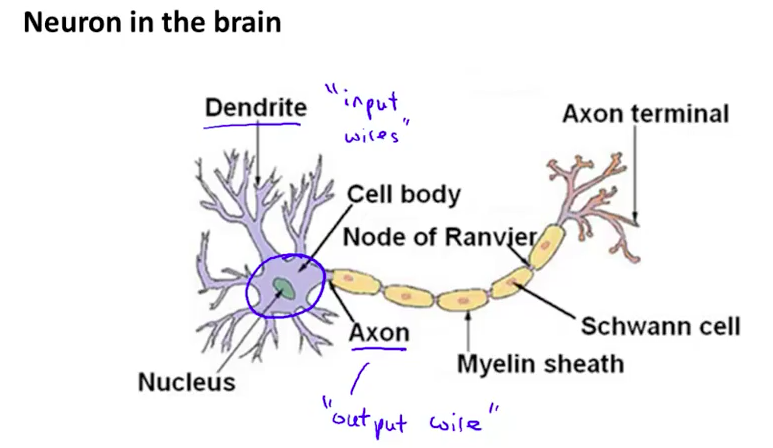 Neuron in the brain
Dendrite
"input
wires"
Axon terminal
Cell body
Node of Ranvier
Axon
Schwann cell
Myelin sheath
Nucleus
"output wire"